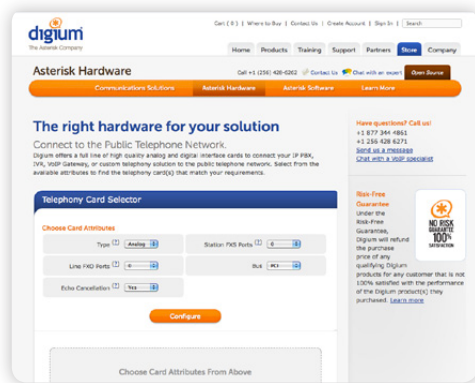 digium
The Asterisk Company
Cart ( 0 ) | Where to Buy | Contact Us | Create Account | Sign In | Search
Home Products Training Support Partners Store Company
Asterisk Hardware
Call +1 (256) 428-6262 Contact Us Chat with an expert Open Source
Communications Solutions Asterisk Hardware Asterisk Software Learn More
The right hardware for your solution
Connect to the Public Telephone Network.
Digium offers a full line of high quality analog and digital interface cards to connect your IP PBX,
IVR, VoIP Gateway, or custom telephony solution to the public telephone network. Select from the
available attributes to find the telephony card(s) that match your requirements.
Telephony Card Selector
Choose Card Attributes
Type [?] Analog
Station FXS Ports [?] 0
Line FXO Ports [?] 0
Bus [?] PCI
Echo Cancellation [?] Yes
Configure
Choose Card Attributes From Above
Have questions? Call us!
+1 877 344 4861
+1 256 428 6271
Send us a message
Chat with a VoIP specialist
Risk-Free
Guarantee
Under the
Risk-Free
Guarantee,
Digium will refund
the purchase
price of any
qualifying Digium
products for any customer that is not
100% satisfied with the performance
of the Digium product(s) they
purchased. Learn more
NO RISK
GUARANTEE
100%
SATISFACTION